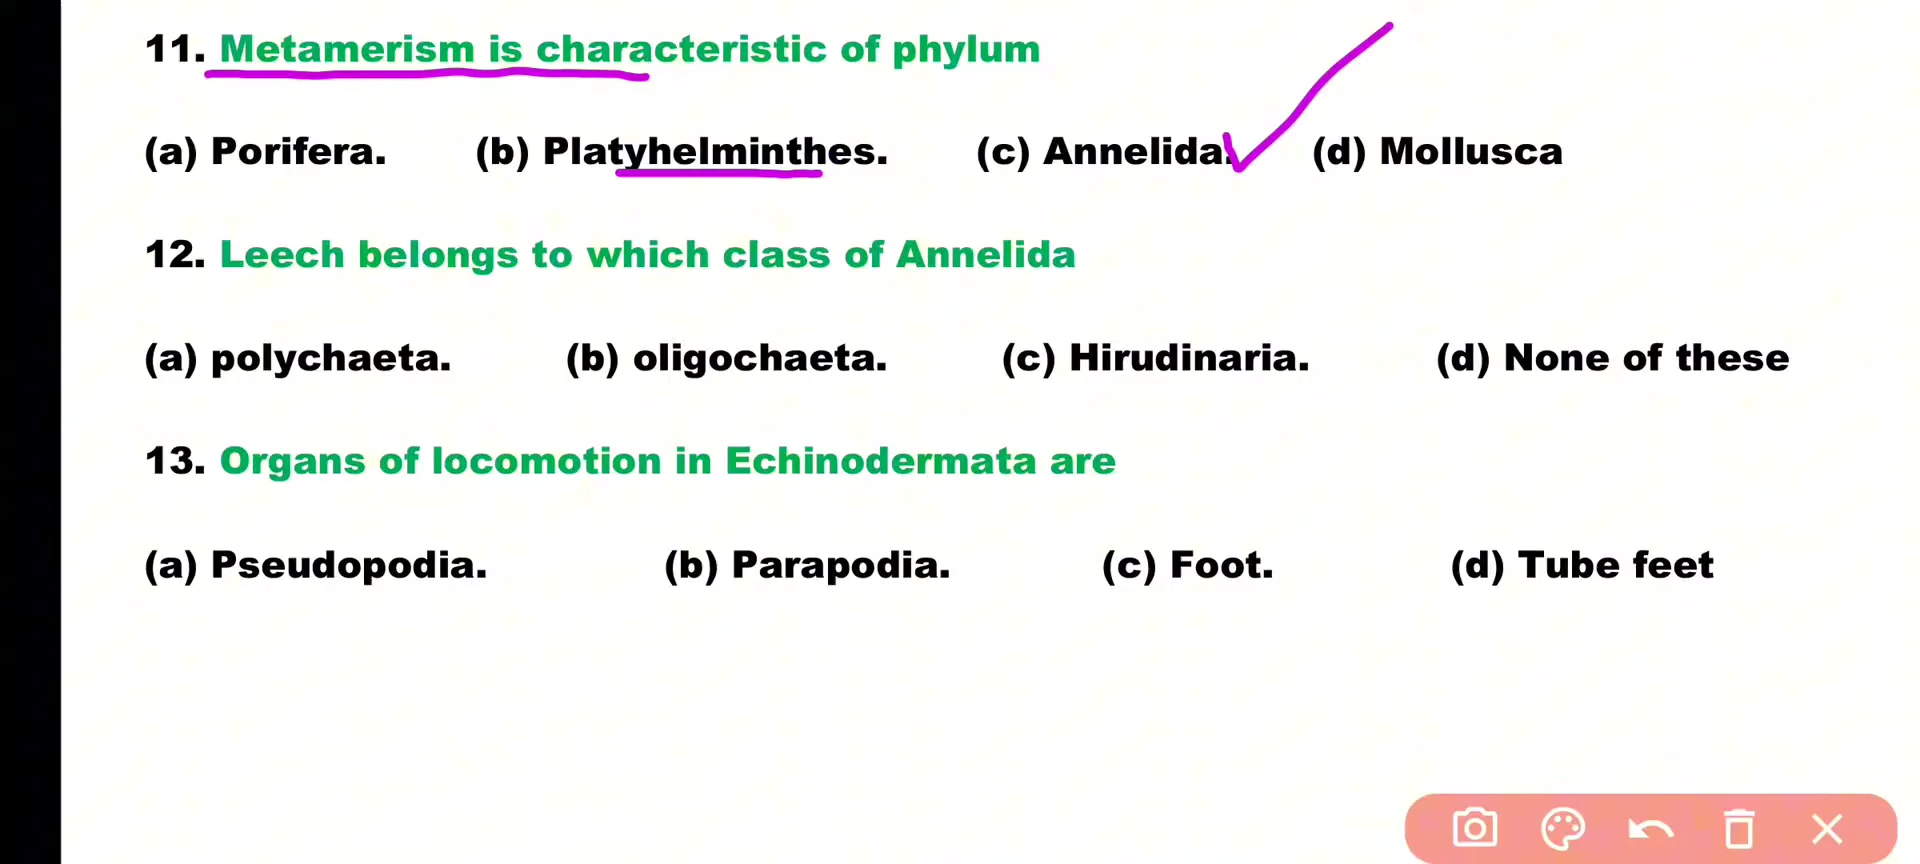 11. Metamerism is characteristic of phylum
(a) Porifera. (b) Platyhelminthes. (c) Annelida. (d) Mollusca
12. Leech belongs to which class of Annelida
(a) polychaeta. (b) oligochaeta. (c) Hirudinaria. (d) None of these
13. Organs of locomotion in Echinodermata are
(a) Pseudopodia. (b) Parapodia. (c) Foot. (d) Tube feet